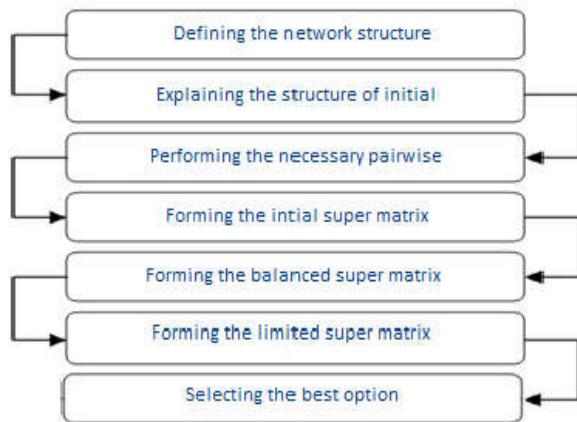 Defining the network structure
Explaining the structure of initial
Performing the necessary pairwise
Forming the intial super matrix
Forming the balanced super matrix
Forming the limited super matrix
Selecting the best option